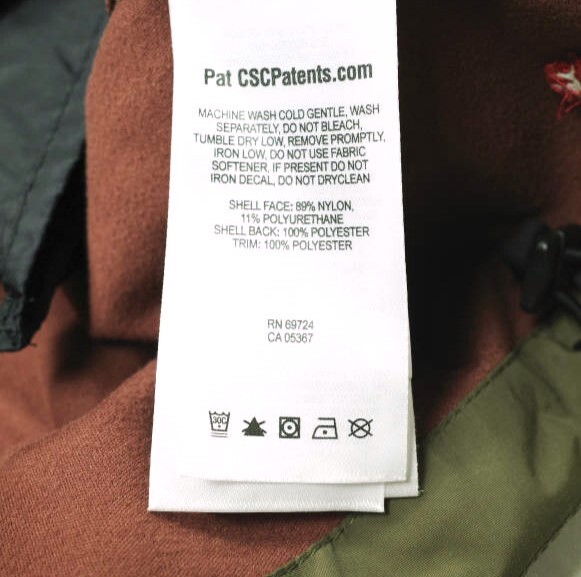 Pat CSCPatents.com
MACHINE WASH COLD GENTLE, WASH
SEPARATELY, DO NOT BLEACH,
TUMBLE DRY LOW, REMOVE PROMPTLY,
IRON LOW, DO NOT USE FABRIC
SOFTENER, IF PRESENT DO NOT
IRON DECAL, DO NOT DRYCLEAN
SHELL FACE: 89% NYLON,
11% POLYURETHANE
SHELL BACK: 100% POLYESTER
TRIM: 100% POLYESTER
RN 69724
CA 05367
30C